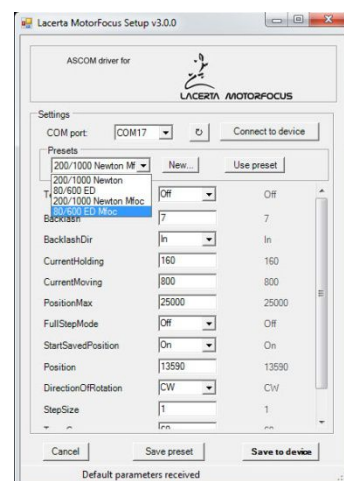 Lacerta MotorFocus Setup v3.0.0
ASCOM driver for
LACERTA MOTORFOCUS
Settings
COM port: COM17 Connect to device
Presets
200/1000 Newton Mf New... Use preset
200/1000 Newton
80/600 ED
200/1000 Newton Mfoc
80/600 ED Mfoc
Off Off
Backlash 7 7
BacklashDir In In
CurrentHolding 160 160
CurrentMoving 800 800
PositionMax 25000 25000
FullStepMode Off Off
StartSavedPosition On On
Position 13590 13590
DirectionOfRotation CW CW
StepSize 1 1
Cancel Save preset Save to device
Default parameters received